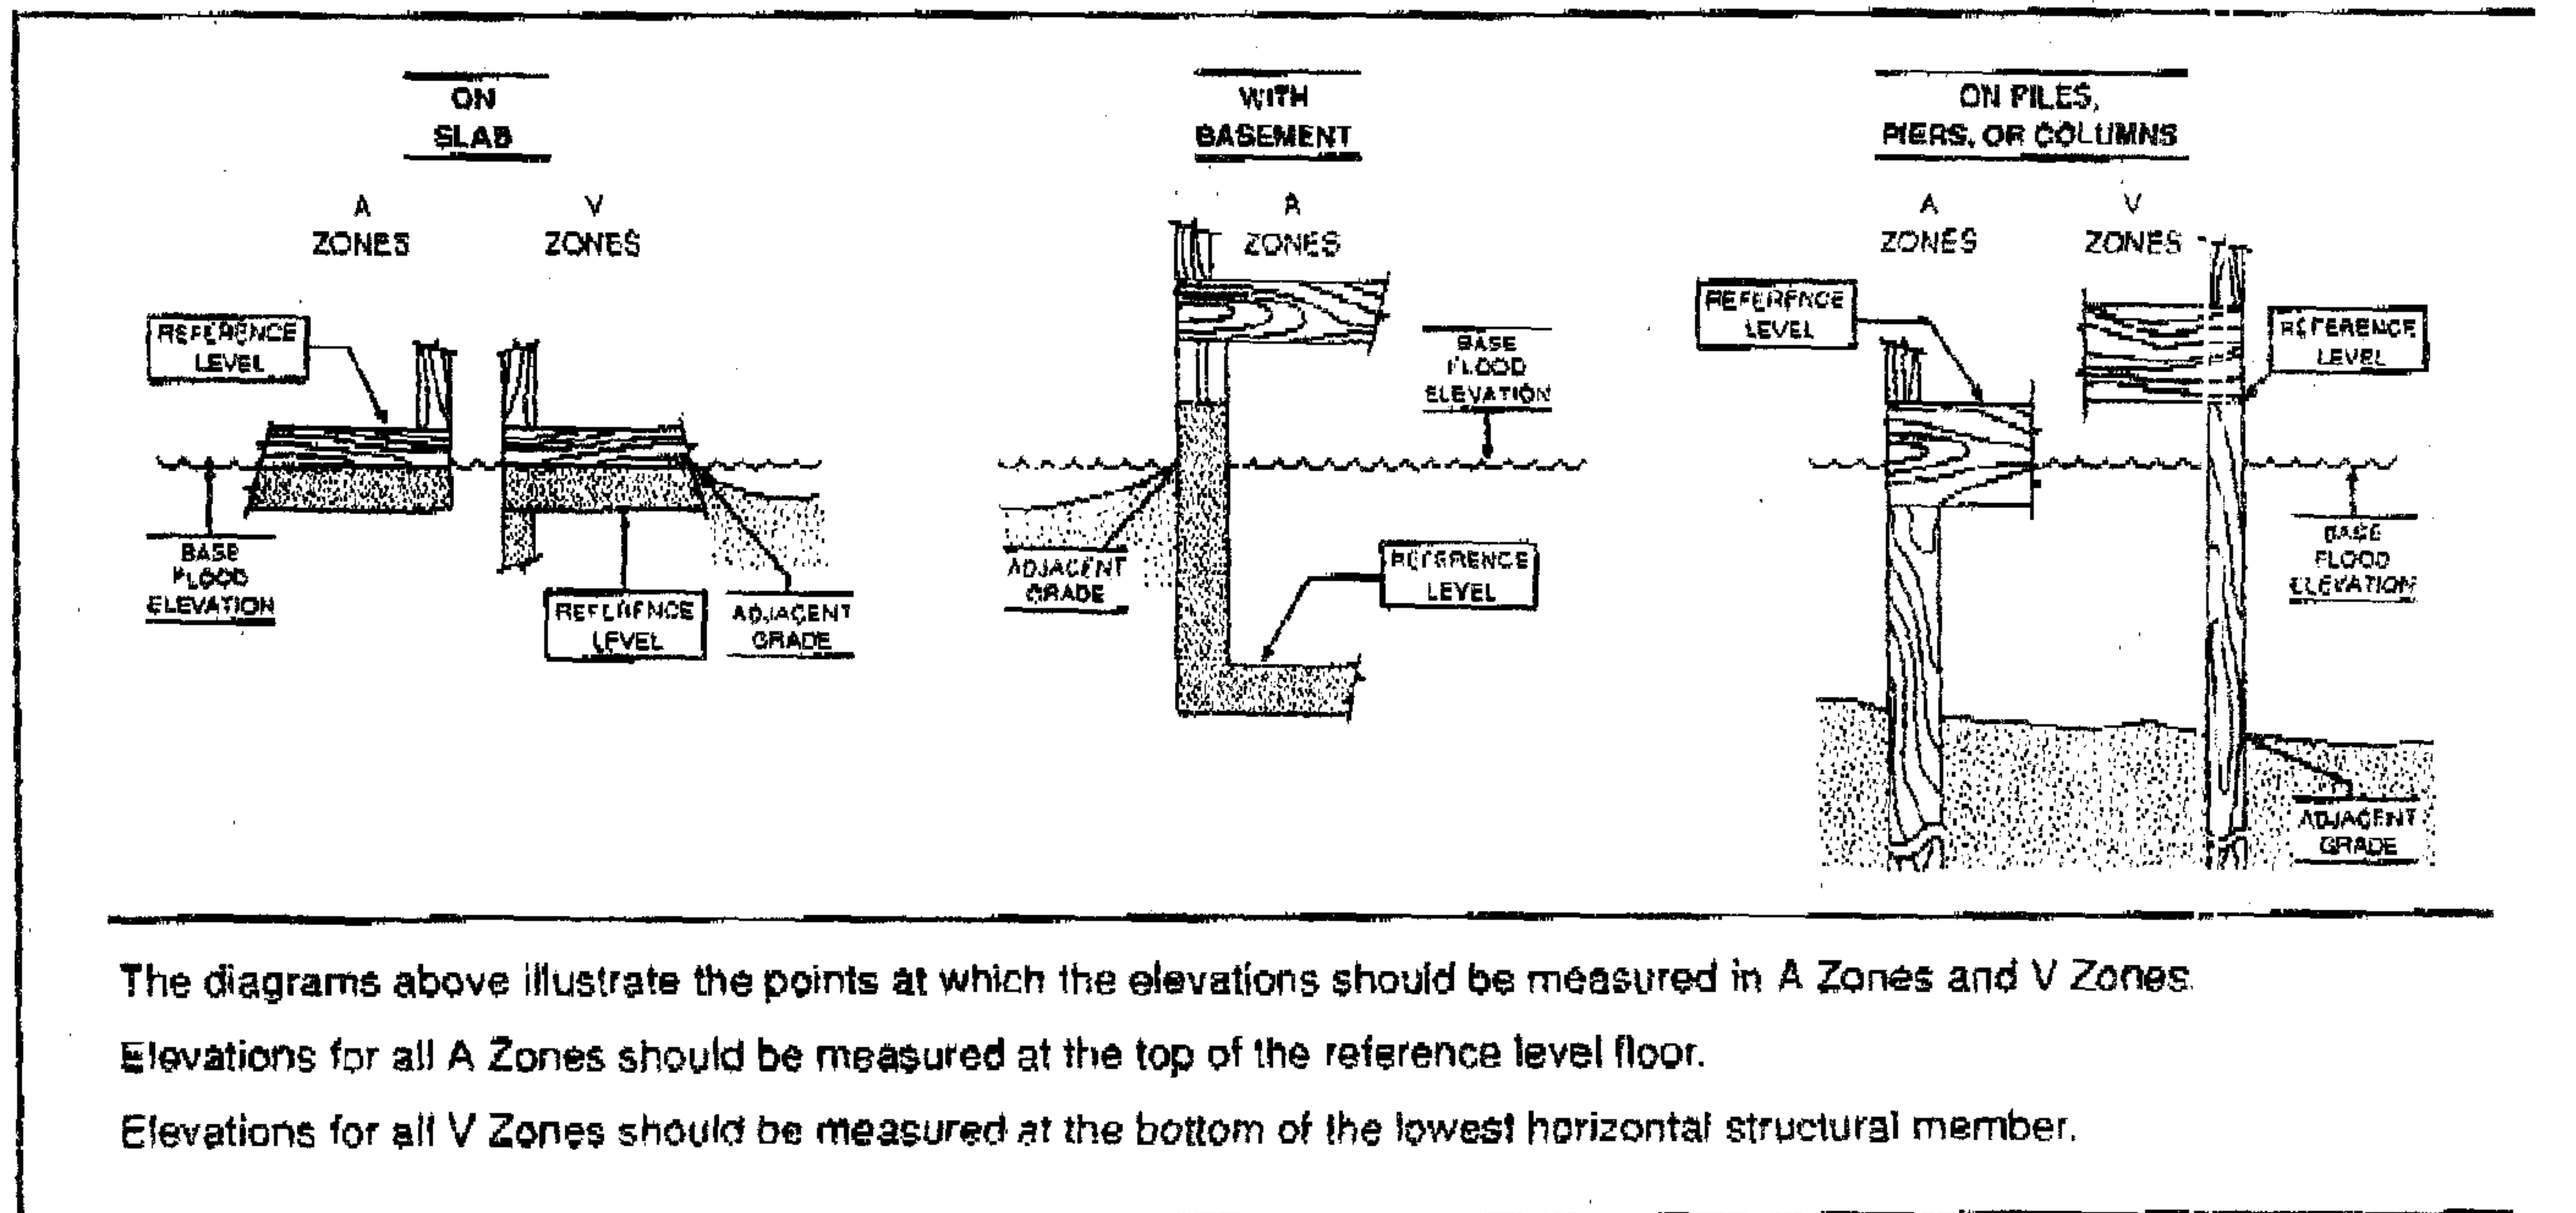 ON
SLAB
A
ZONES
V
ZONES
REFERENCE
LEVEL
BASE
FLOOD
ELEVATION
REFERENCE
LEVEL
ADJACENT
GRADE
WITH
BASEMENT
A
ZONES
BASE
FLOOD
ELEVATION
ADJACENT
GRADE
REFERENCE
LEVEL
ON PILES,
PIERS, OR COLUMNS
A
ZONES
V
ZONES
REFERENCE
LEVEL
REFERENCE
LEVEL
BASE
FLOOD
ELEVATION
ADJACENT
GRADE
The diagrams above illustrate the points at which the elevations should be measured in A Zones and V Zones.
Elevations for all A Zones should be measured at the top of the reference level floor.
Elevations for all V Zones should be measured at the bottom of the lowest horizontal structural member.